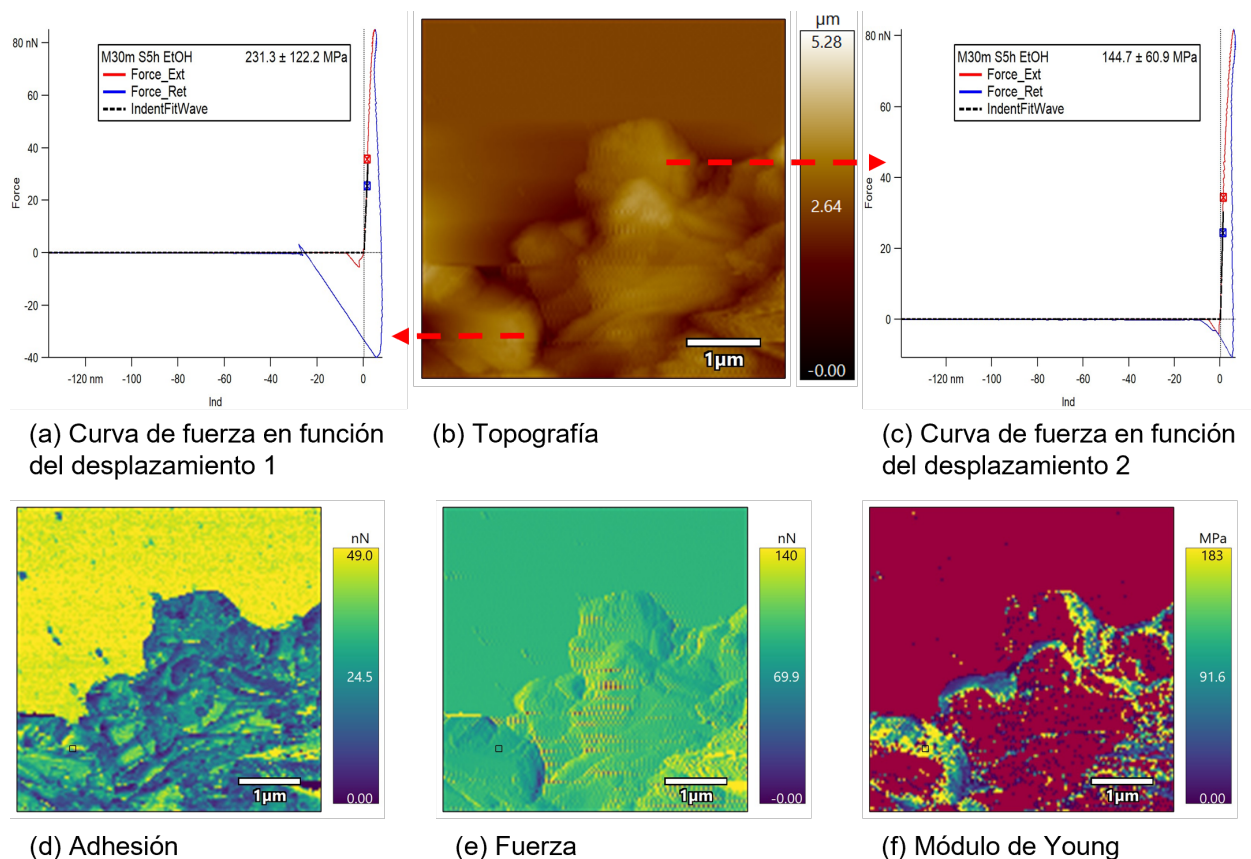 80 nN
60
40
20
0
-20
-40
Force
M30m S5h EtOH 231.3 ± 122.2 MPa
Force_Ext
Force_Ret
IndentFitWave
-120 nm -100 -80 -60 -40 -20 0
Ind
µm
5.28
2.64
-0.00
1µm
80 nN
60
40
20
0
Force
M30m S5h EtOH 144.7 ± 60.9 MPa
Force_Ext
Force_Ret
IndentFitWave
-120 nm -100 -80 -60 -40 -20 0
Ind
(a) Curva de fuerza en función
del desplazamiento 1
(b) Topografía
(c) Curva de fuerza en función
del desplazamiento 2
nN
49.0
24.5
0.00
1µm
nN
140
69.9
-0.00
1µm
MPa
183
91.6
0.00
1µm
(d) Adhesión
(e) Fuerza
(f) Módulo de Young